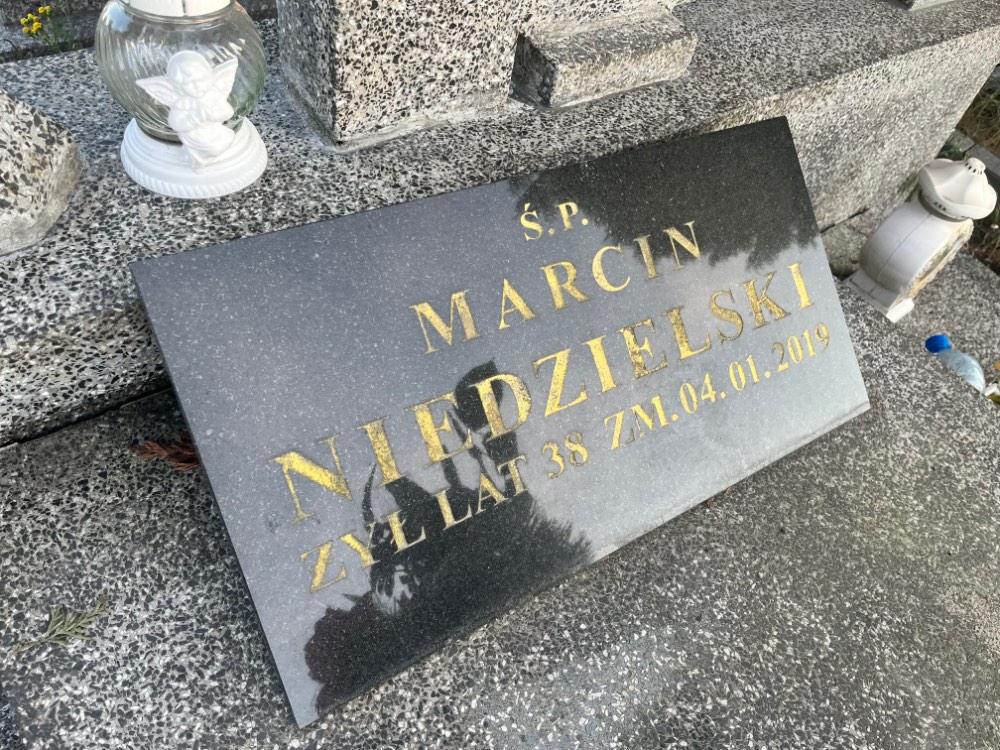 Ś.P.
MARCIN
NIEDZIELSKI
ŻYŁ LAT 38 ZM. 04.01.2019